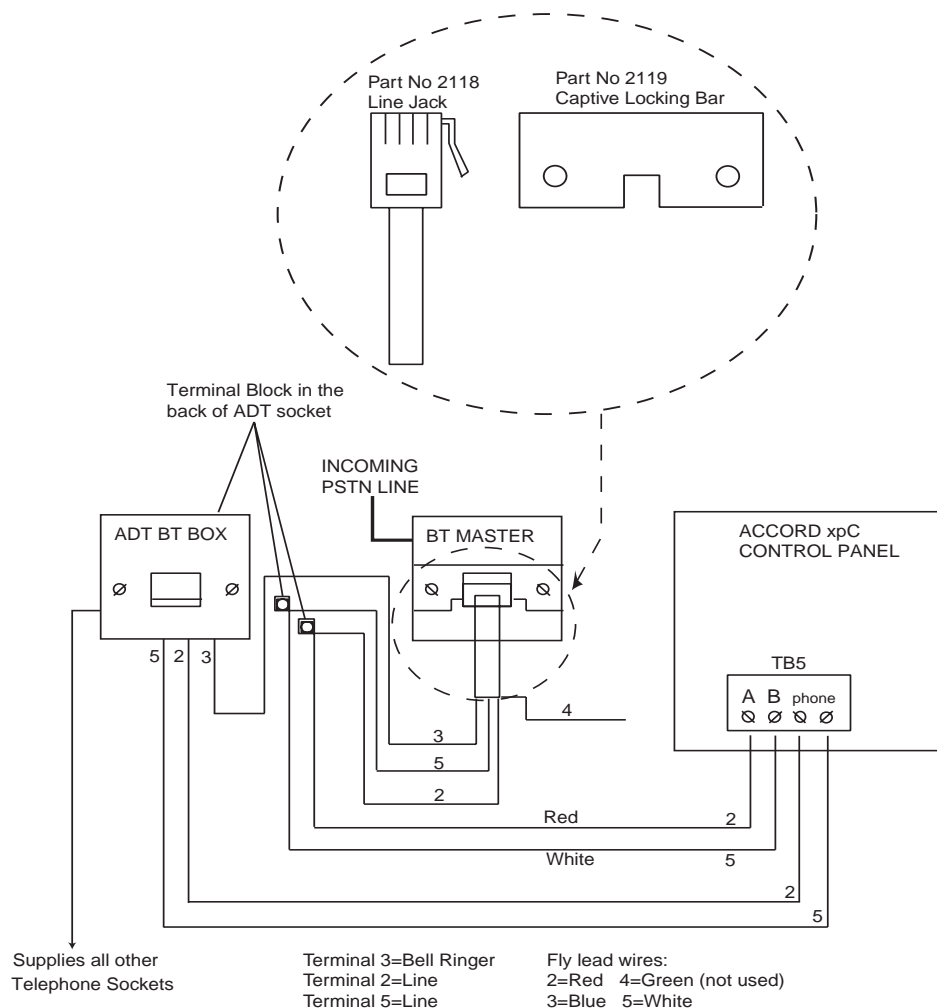 Part No 2118
Line Jack
Part No 2119
Captive Locking Bar
Terminal Block in the
back of ADT socket
INCOMING
PSTN LINE
ADT BT BOX
BT MASTER
ACCORD xpC
CONTROL PANEL
TB5
A B phone
5 2 3
4
3
5
2
Red 2
White 5
2
5
Supplies all other
Telephone Sockets
Terminal 3=Bell Ringer
Terminal 2=Line
Terminal 5=Line
Fly lead wires:
2=Red 4=Green (not used)
3=Blue 5=White